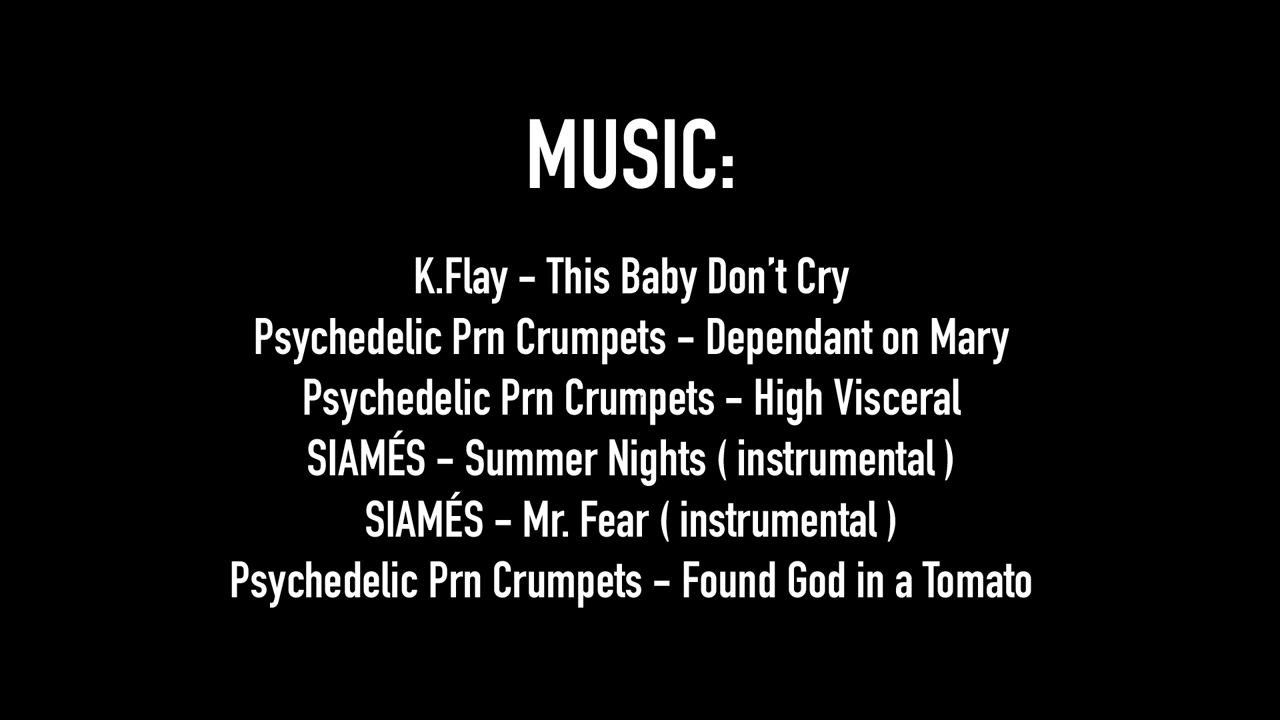 MUSIC:
K.Flay – This Baby Don’t Cry
Psychedelic Prn Crumpets – Dependant on Mary
Psychedelic Prn Crumpets – High Visceral
SIAMÉS – Summer Nights ( instrumental )
SIAMÉS – Mr. Fear ( instrumental )
Psychedelic Prn Crumpets – Found God in a Tomato